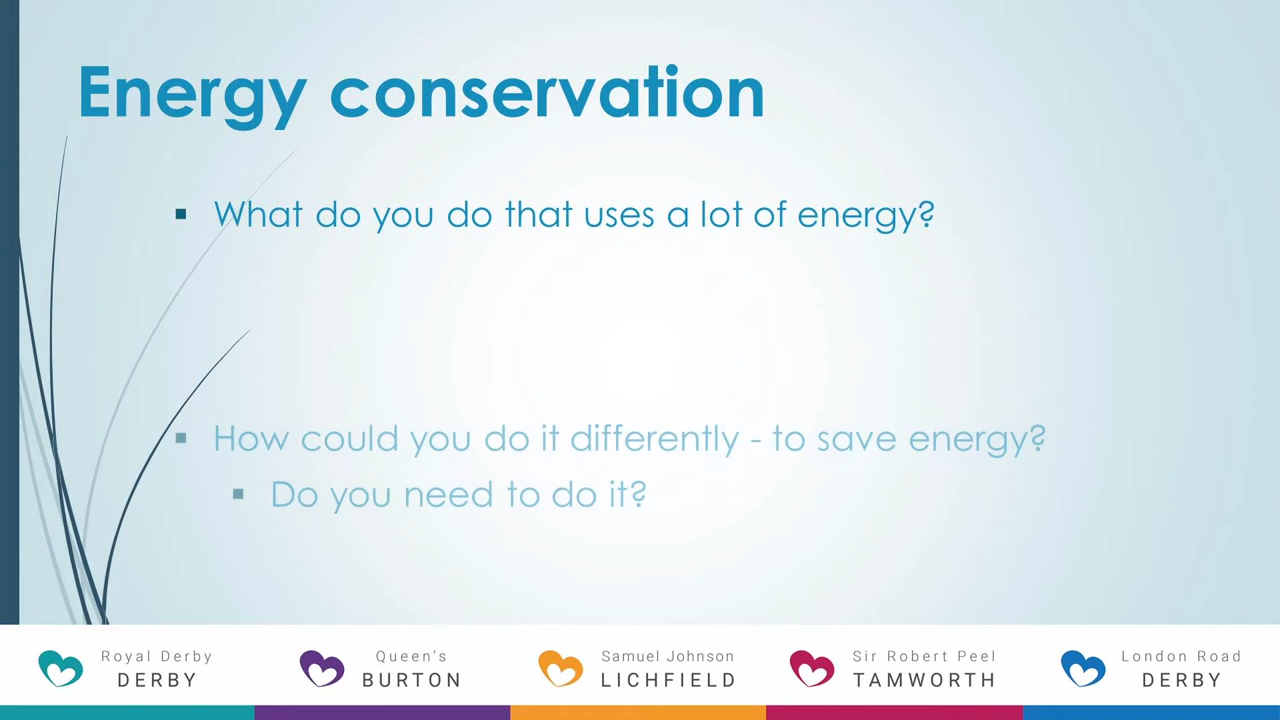 Energy conservation
What do you do that uses a lot of energy?
How could you do it differently - to save energy?
Do you need to do it?
Royal Derby
DERBY
Queen's
BURTON
Samuel Johnson
LICHFIELD
Sir Robert Peel
TAMWORTH
London Road
DERBY